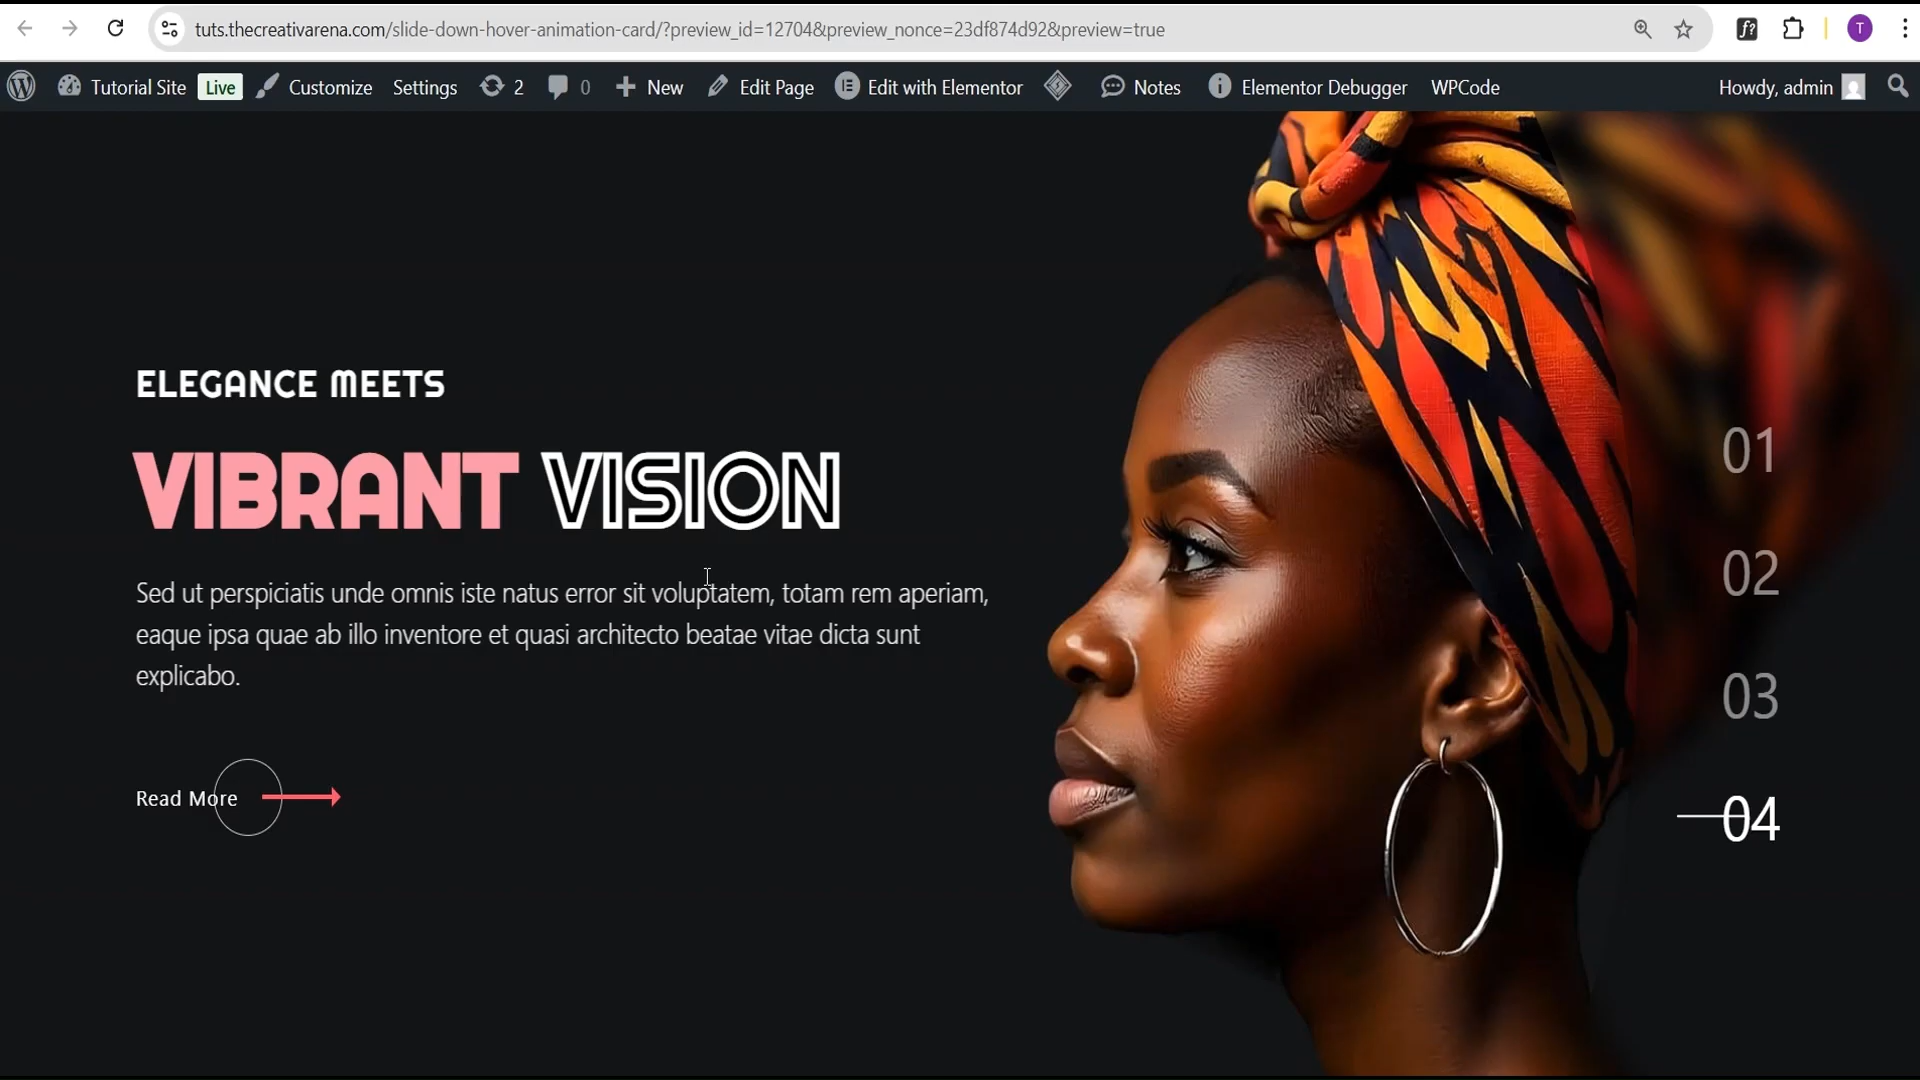 tuts.thecreativarena.com/slide-down-hover-animation-card/?preview_id=12704&preview_nonce=23df874d92&preview=true
f?
T
Tutorial Site Live Customize Settings 2 0 New Edit Page Edit with Elementor Notes Elementor Debugger WPCode Howdy, admin
ELEGANCE MEETS
VIBRANT VISION
Sed ut perspiciatis unde omnis iste natus error sit voluptatem, totam rem aperiam,
eaque ipsa quae ab illo inventore et quasi architecto beatae vitae dicta sunt
explicabo.
Read More
01
02
03
04